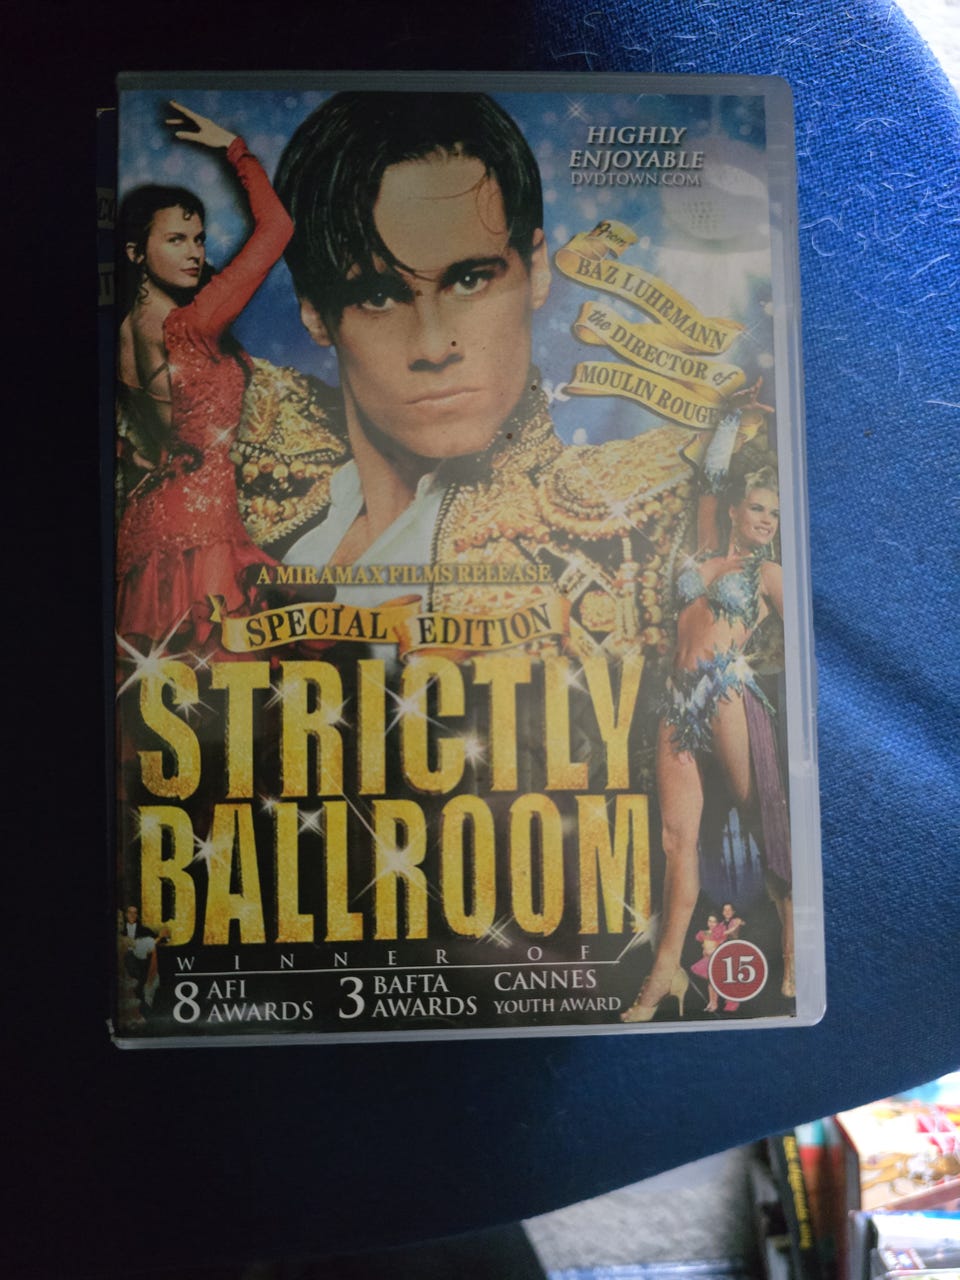 HIGHLY
ENJOYABLE
DVDTOWN.COM
From
BAZ LUHRMANN
the DIRECTOR of
MOULIN ROUGE
A MIRAMAX FILMS RELEASE
SPECIAL EDITION
STRICTLY
BALLROOM
WINNER OF
8 AFI AWARDS
3 BAFTA AWARDS
CANNES YOUTH AWARD
15